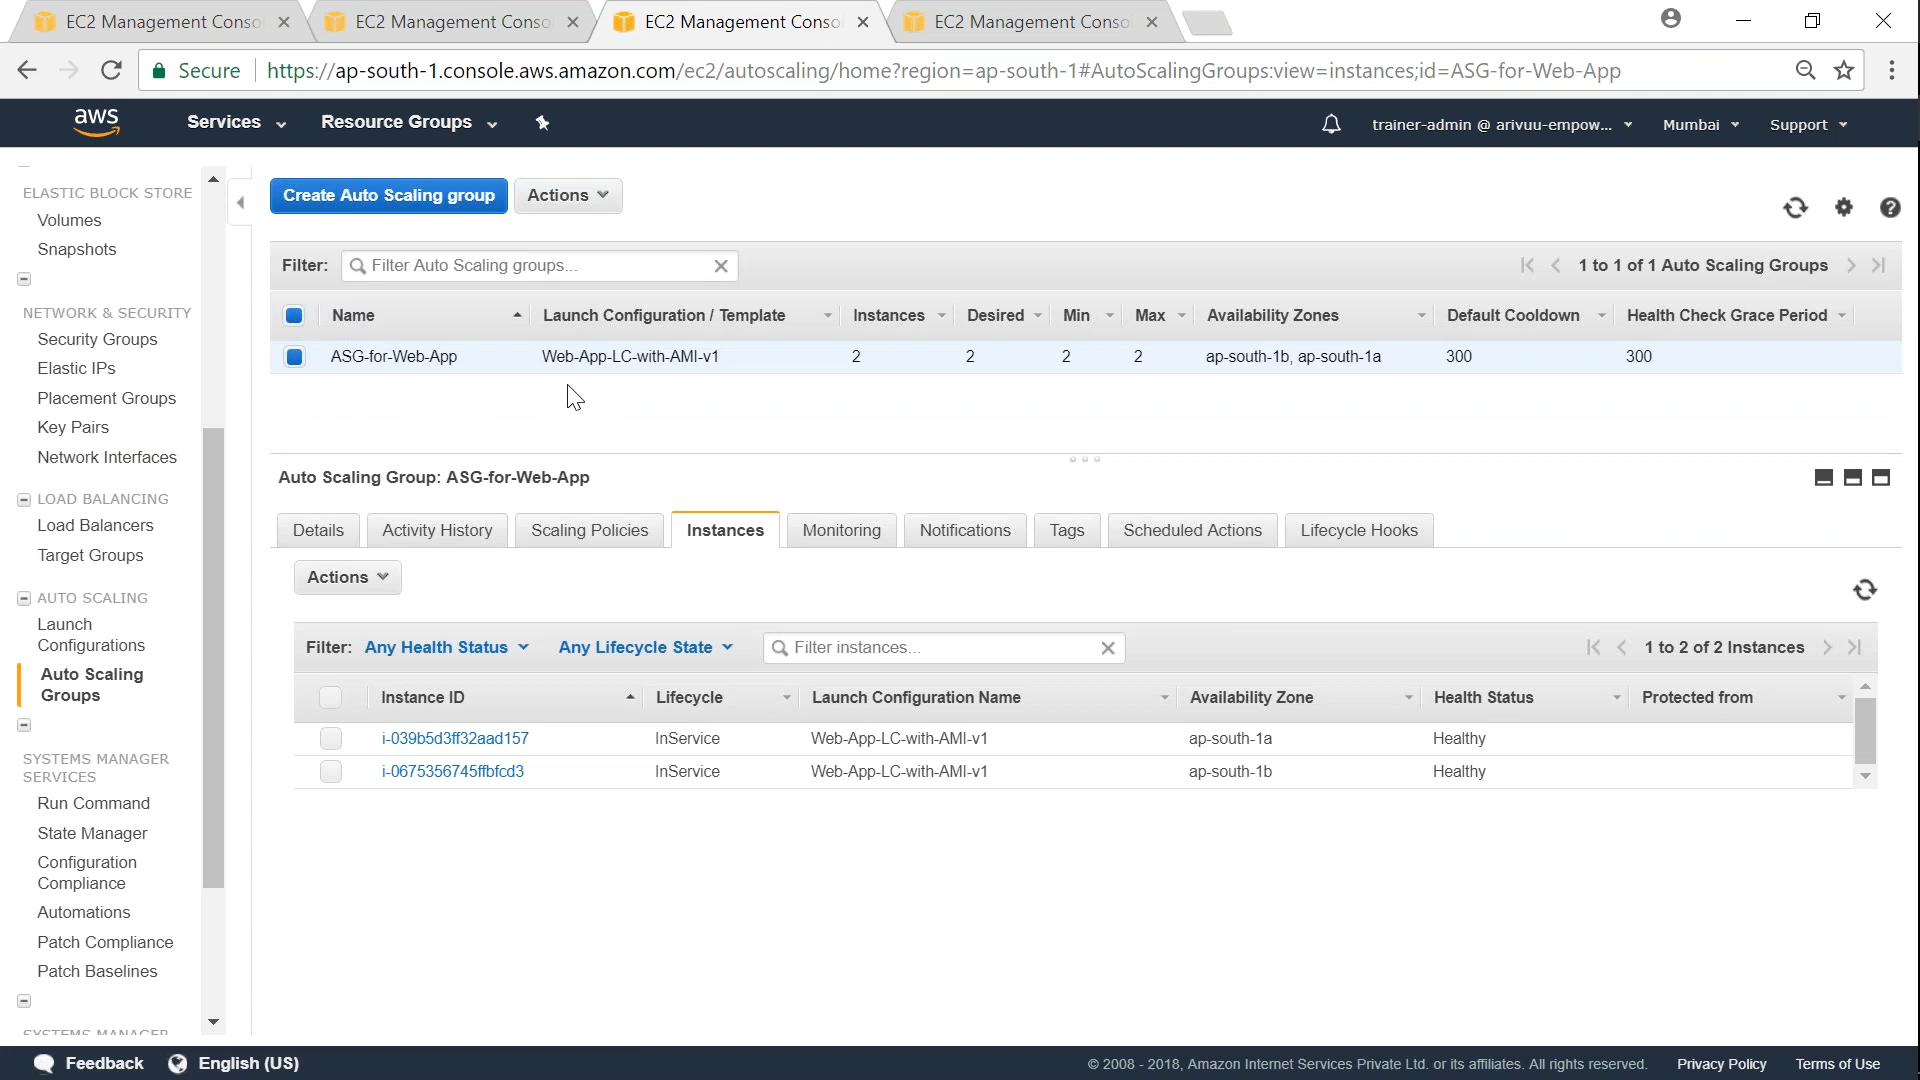 EC2 Management Conso
EC2 Management Conso
EC2 Management Conso
EC2 Management Conso
Secure
https://ap-south-1.console.aws.amazon.com/ec2/autoscaling/home?region=ap-south-1#AutoScalingGroups:view=instances;id=ASG-for-Web-App
aws
Services
Resource Groups
trainer-admin @ arivuu-empow...
Mumbai
Support
ELASTIC BLOCK STORE
Volumes
Snapshots
NETWORK & SECURITY
Security Groups
Elastic IPs
Placement Groups
Key Pairs
Network Interfaces
LOAD BALANCING
Load Balancers
Target Groups
AUTO SCALING
Launch
Configurations
Auto Scaling
Groups
SYSTEMS MANAGER
SERVICES
Run Command
State Manager
Configuration
Compliance
Automations
Patch Compliance
Patch Baselines
SYSTEMS MANAGER
Create Auto Scaling group
Actions
Filter: Filter Auto Scaling groups...
1 to 1 of 1 Auto Scaling Groups
Name Launch Configuration / Template Instances Desired Min Max Availability Zones Default Cooldown Health Check Grace Period
ASG-for-Web-App Web-App-LC-with-AMI-v1 2 2 2 2 ap-south-1b, ap-south-1a 300 300
Auto Scaling Group: ASG-for-Web-App
Details Activity History Scaling Policies Instances Monitoring Notifications Tags Scheduled Actions Lifecycle Hooks
Actions
Filter: Any Health Status Any Lifecycle State Filter instances... 1 to 2 of 2 Instances
Instance ID Lifecycle Launch Configuration Name Availability Zone Health Status Protected from
i-039b5d3ff32aad157 InService Web-App-LC-with-AMI-v1 ap-south-1a Healthy
i-0675356745ffbfcd3 InService Web-App-LC-with-AMI-v1 ap-south-1b Healthy
Feedback English (US) © 2008 - 2018, Amazon Internet Services Private Ltd. or its affiliates. All rights reserved. Privacy Policy Terms of Use